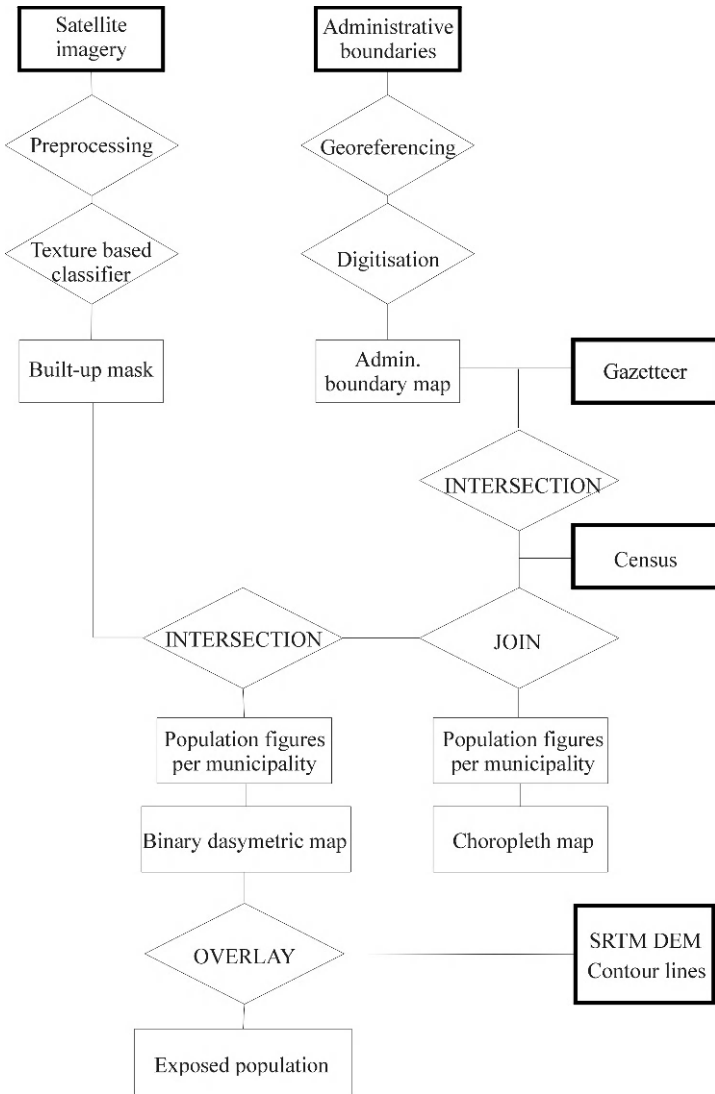 Satellite
imagery
Administrative
boundaries
Preprocessing
Georeferencing
Texture based
classifier
Digitisation
Built-up mask
Admin.
boundary map
Gazetteer
INTERSECTION
Census
INTERSECTION
JOIN
Population figures
per municipality
Population figures
per municipality
Binary dasymetric map
Choropleth map
SRTM DEM
Contour lines
OVERLAY
Exposed population